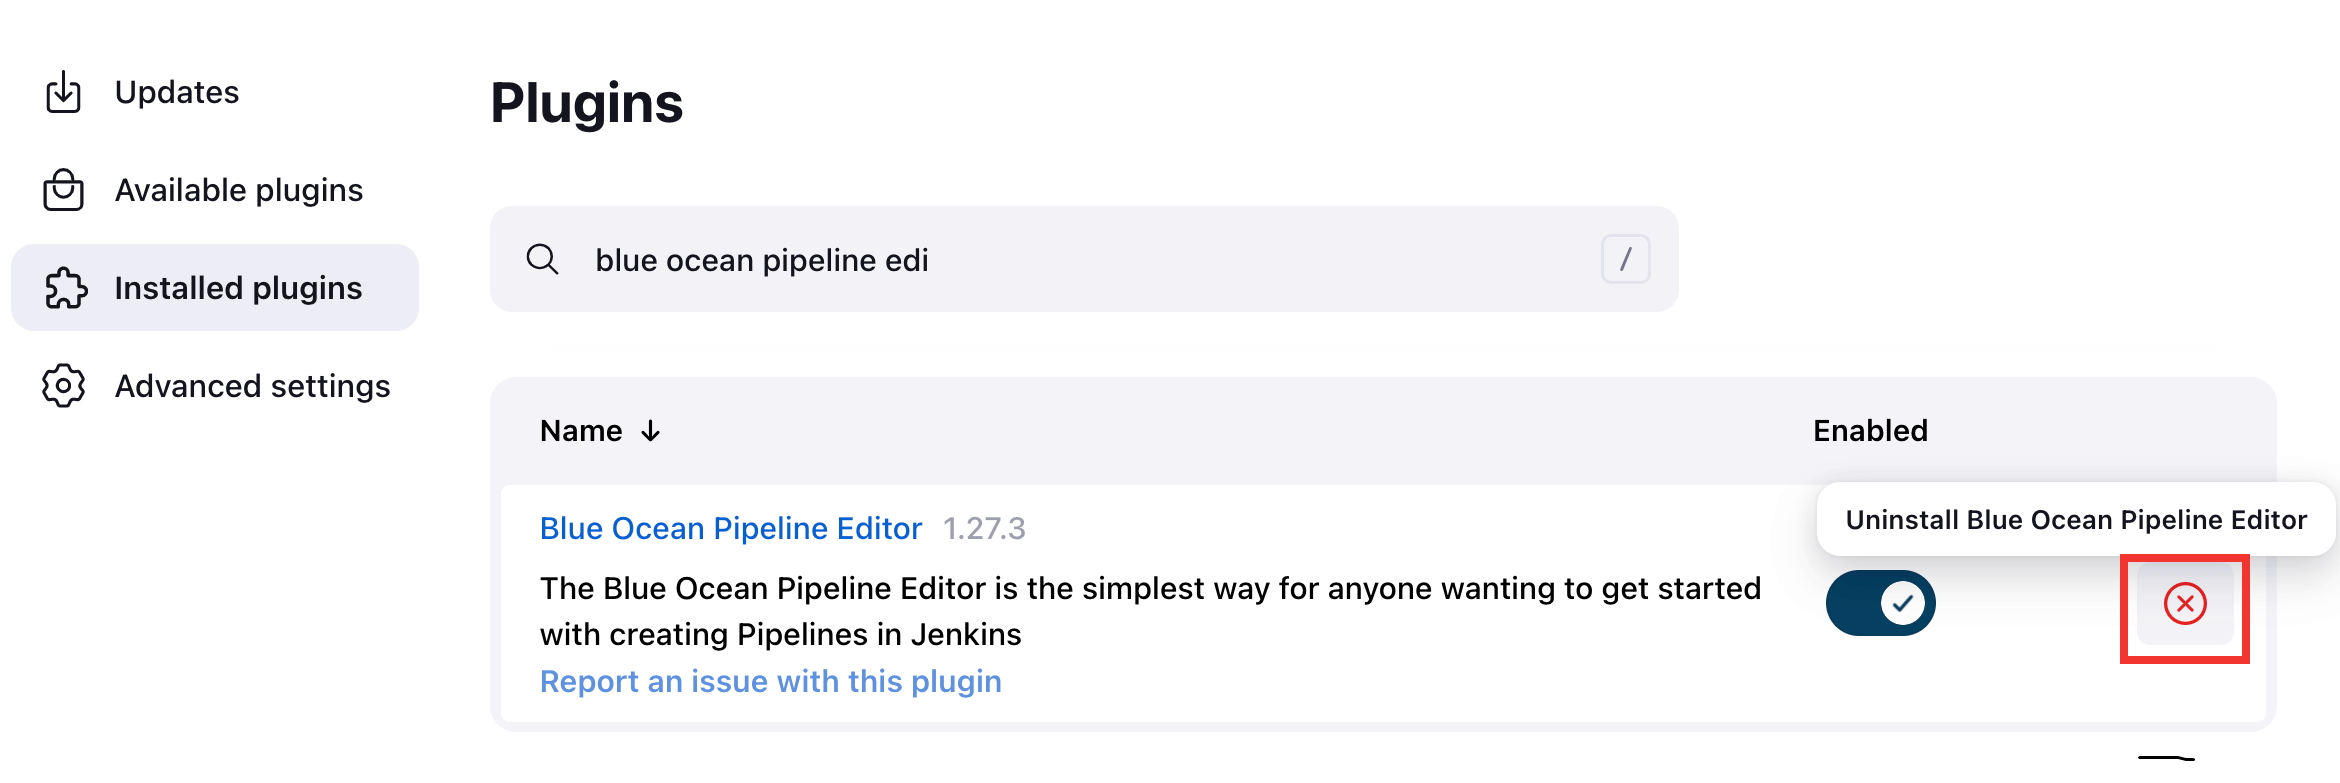 Updates
Available plugins
Installed plugins
Advanced settings
Plugins
blue ocean pipeline edi
/
Name
Enabled
Blue Ocean Pipeline Editor 1.27.3
Uninstall Blue Ocean Pipeline Editor
The Blue Ocean Pipeline Editor is the simplest way for anyone wanting to get started
with creating Pipelines in Jenkins
Report an issue with this plugin